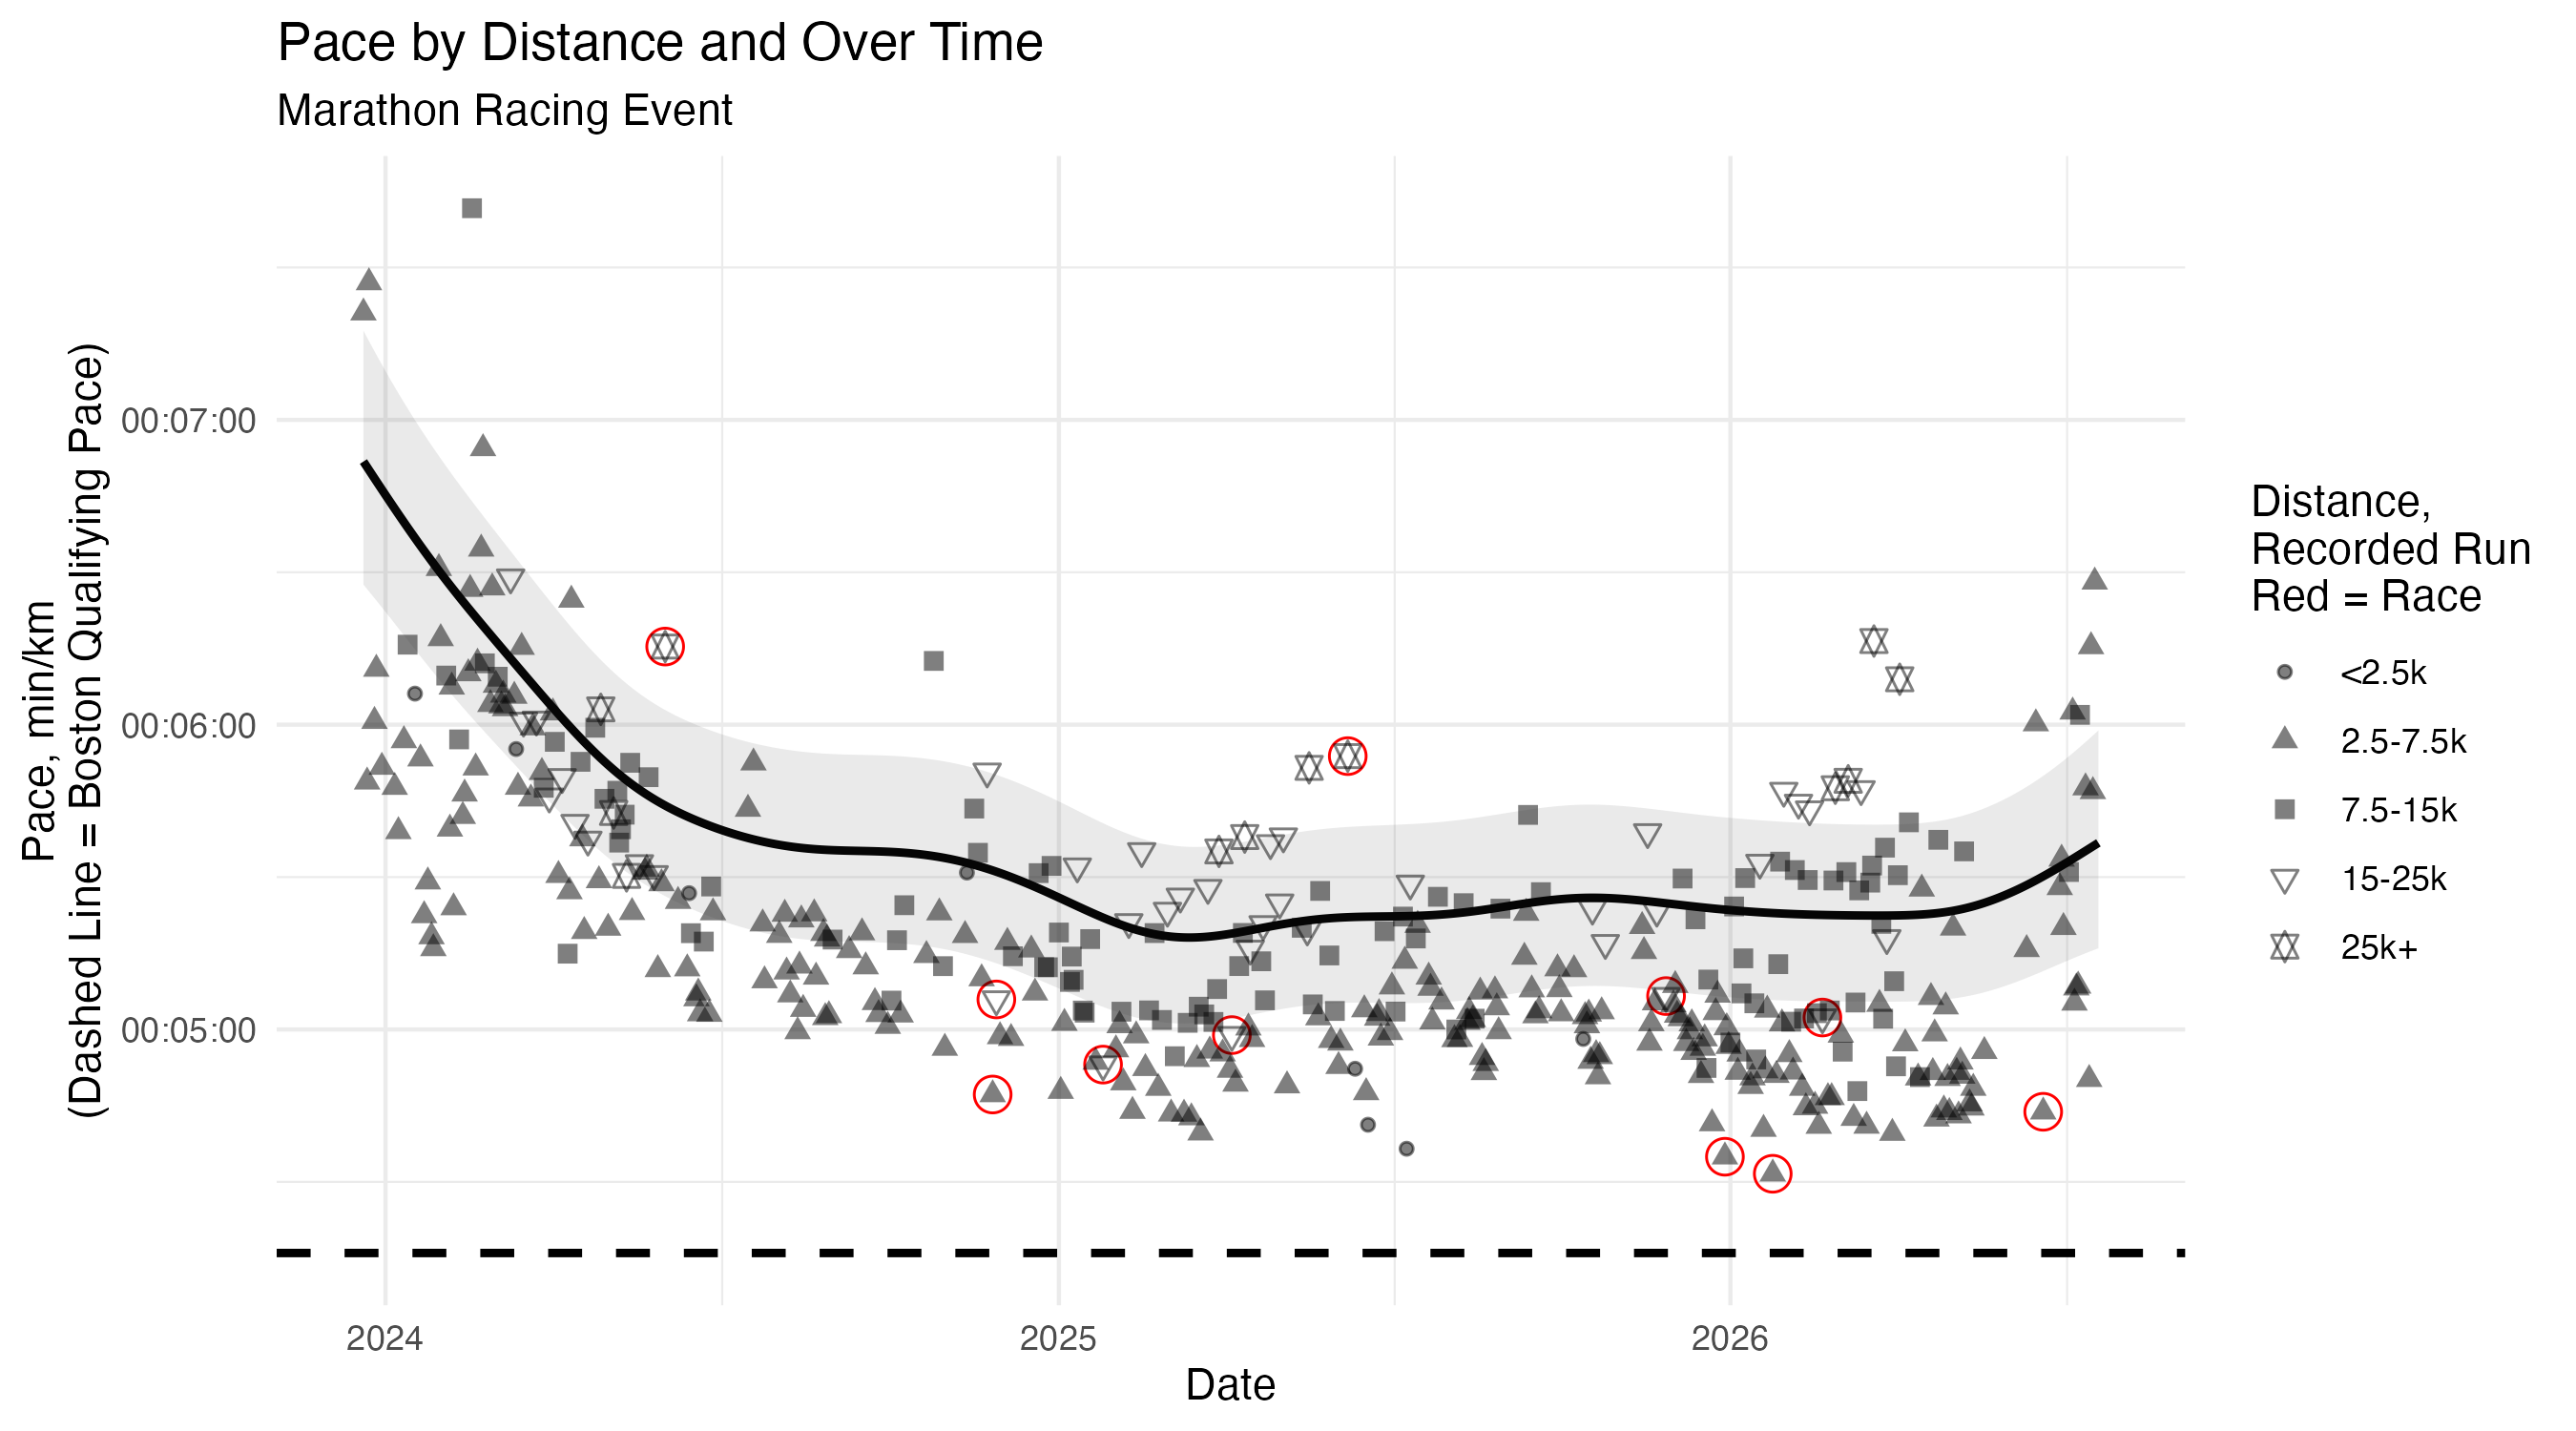 Pace by Distance and Over Time
Marathon Racing Event
Pace, min/km
(Dashed Line = Boston Qualifying Pace)
00:07:00
00:06:00
00:05:00
2024
2025
2026
Date
Distance,
Recorded Run
Red = Race
<2.5k
2.5-7.5k
7.5-15k
15-25k
25k+